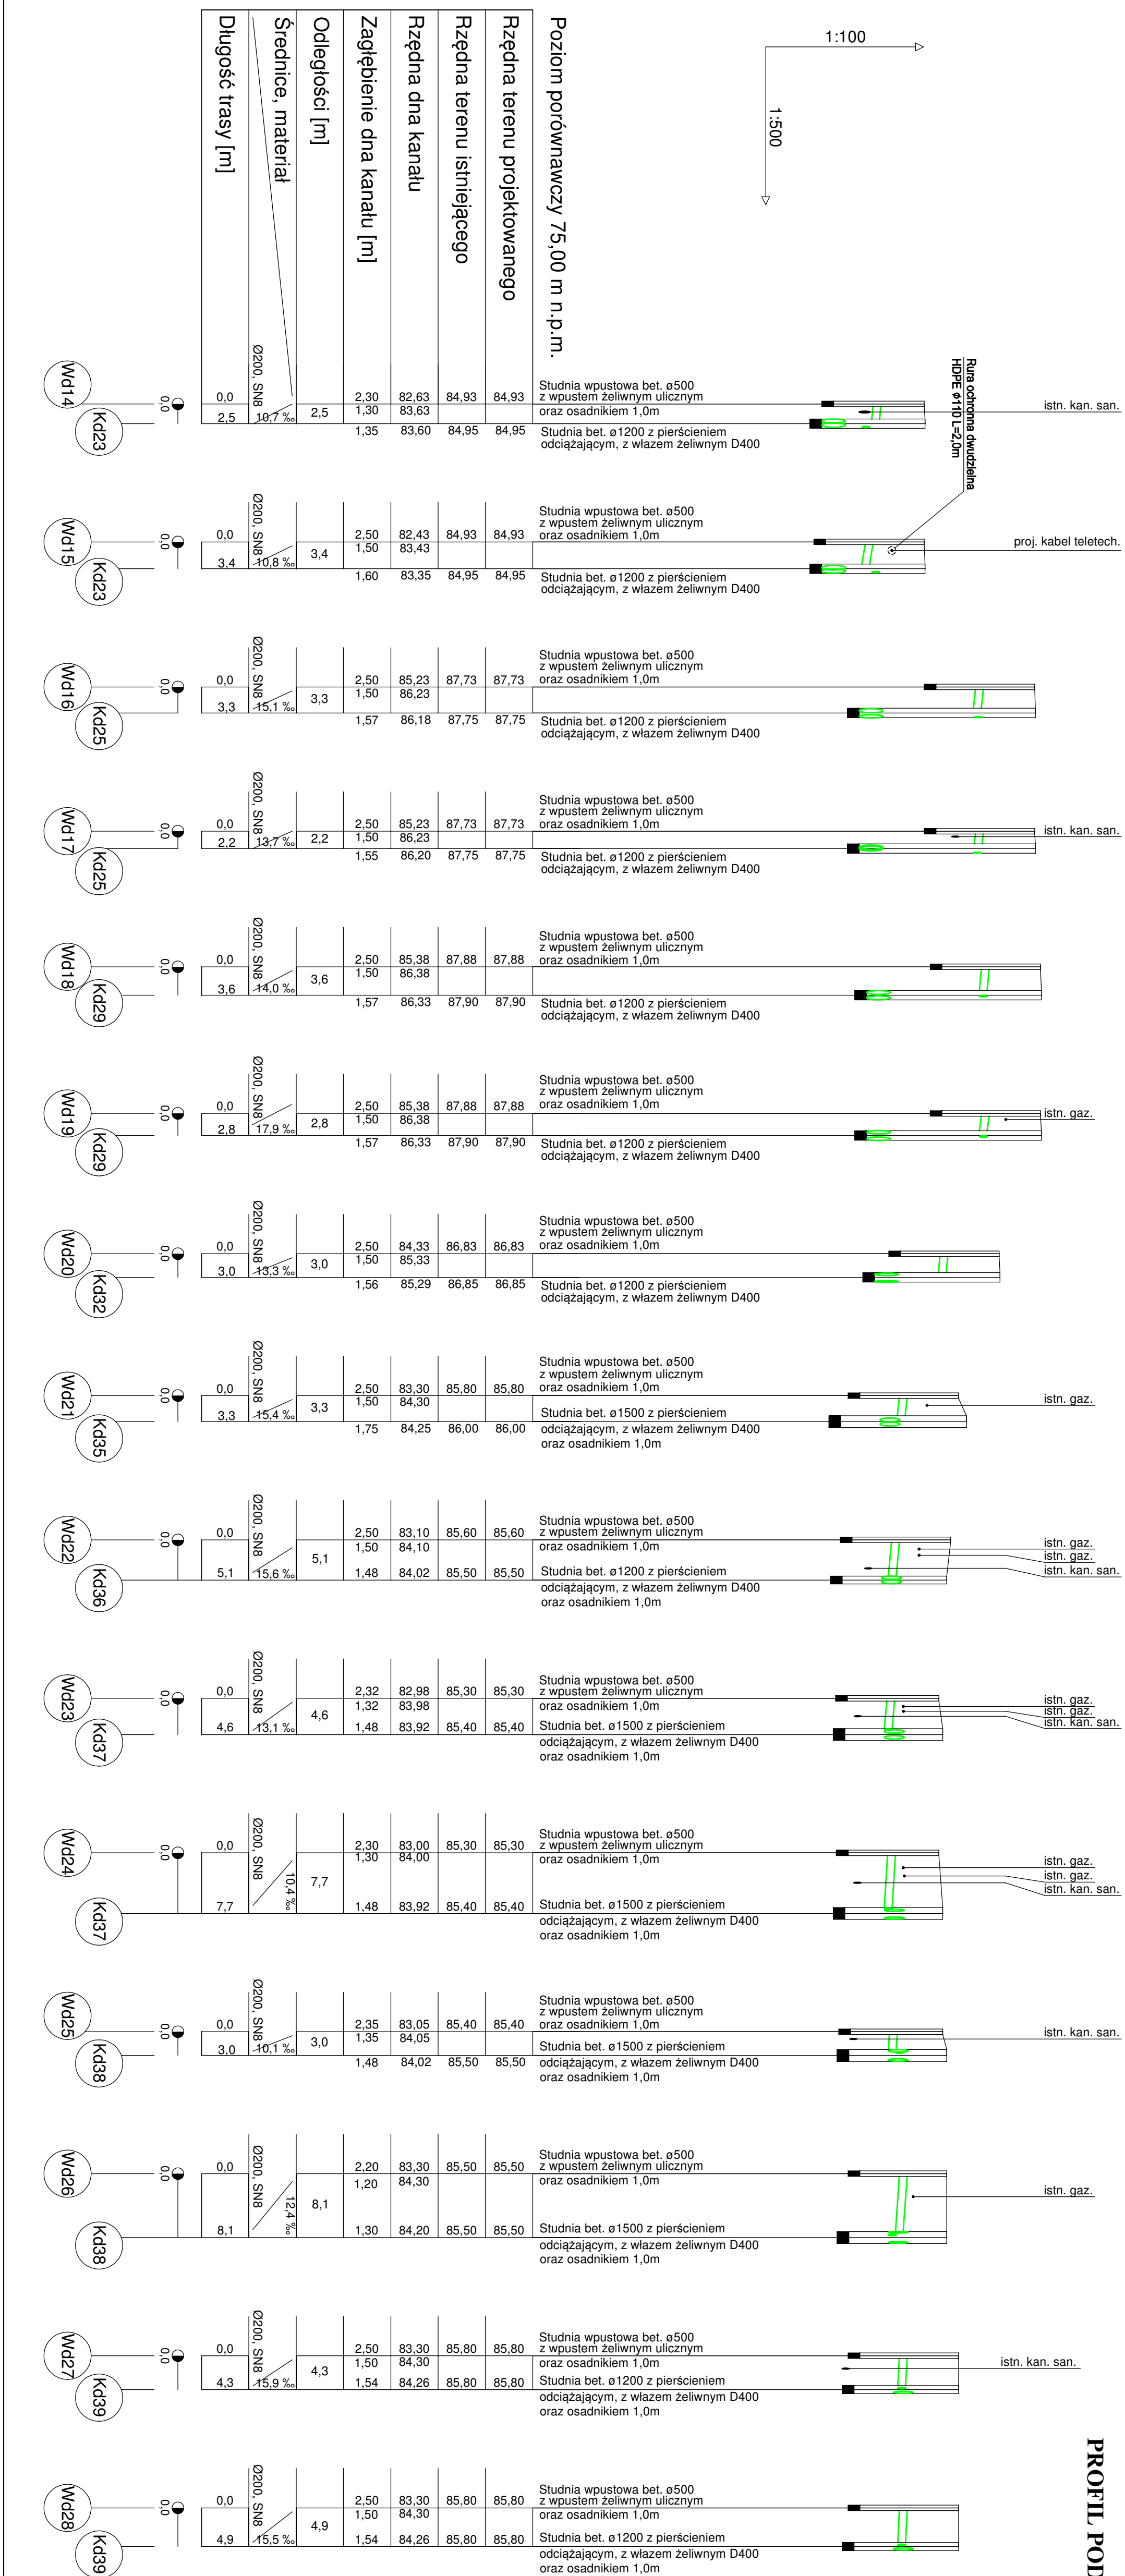 1:100
1:500
Poziom porównawczy 75,00 m n.p.m.
Rzędna terenu projektowanego
Rzędna terenu istniejącego
Rzędna dna kanału
Zagłębienie dna kanału [m]
Odległości [m]
Średnice, materiał
Długość trasy [m]
PROFIL POD
Rura ochronna dwudzielna
HDPE ø110 L=2,0m
istn. kan. san.
Studnia wpustowa bet. ø500
z wpustem żeliwnym ulicznym
oraz osadnikiem 1,0m
Studnia bet. ø1200 z pierścieniem
odciążającym, z włazem żeliwnym D400
0,0 2,30 82,63 84,93 84,93
1,30 83,63
2,5 10,7 ‰ 2,5
1,35 83,60 84,95 84,95
Ø200, SN8
0,0
Wd14
Kd23
proj. kabel teletech.
Studnia wpustowa bet. ø500
z wpustem żeliwnym ulicznym
oraz osadnikiem 1,0m
Studnia bet. ø1200 z pierścieniem
odciążającym, z włazem żeliwnym D400
0,0 2,50 82,43 84,93 84,93
1,50 83,43
3,4 10,8 ‰ 3,4
1,60 83,35 84,95 84,95
Ø200, SN8
0,0
Wd15
Kd23
Studnia wpustowa bet. ø500
z wpustem żeliwnym ulicznym
oraz osadnikiem 1,0m
Studnia bet. ø1200 z pierścieniem
odciążającym, z włazem żeliwnym D400
0,0 2,50 85,23 87,73 87,73
1,50 86,23
3,3 15,1 ‰ 3,3
1,57 86,18 87,75 87,75
Ø200, SN8
0,0
Wd16
Kd25
istn. kan. san.
Studnia wpustowa bet. ø500
z wpustem żeliwnym ulicznym
oraz osadnikiem 1,0m
Studnia bet. ø1200 z pierścieniem
odciążającym, z włazem żeliwnym D400
0,0 2,50 85,23 87,73 87,73
1,50 86,23
2,2 13,7 ‰ 2,2
1,55 86,20 87,75 87,75
Ø200, SN8
0,0
Wd17
Kd25
Studnia wpustowa bet. ø500
z wpustem żeliwnym ulicznym
oraz osadnikiem 1,0m
Studnia bet. ø1200 z pierścieniem
odciążającym, z włazem żeliwnym D400
0,0 2,50 85,38 87,88 87,88
1,50 86,38
3,6 14,0 ‰ 3,6
1,57 86,33 87,90 87,90
Ø200, SN8
0,0
Wd18
Kd29
istn. gaz.
Studnia wpustowa bet. ø500
z wpustem żeliwnym ulicznym
oraz osadnikiem 1,0m
Studnia bet. ø1200 z pierścieniem
odciążającym, z włazem żeliwnym D400
0,0 2,50 85,38 87,88 87,88
1,50 86,38
2,8 17,9 ‰ 2,8
1,57 86,33 87,90 87,90
Ø200, SN8
0,0
Wd19
Kd29
Studnia wpustowa bet. ø500
z wpustem żeliwnym ulicznym
oraz osadnikiem 1,0m
Studnia bet. ø1200 z pierścieniem
odciążającym, z włazem żeliwnym D400
0,0 2,50 84,33 86,83 86,83
1,50 85,33
3,0 13,3 ‰ 3,0
1,56 85,29 86,85 86,85
Ø200, SN8
0,0
Wd20
Kd32
istn. gaz.
Studnia wpustowa bet. ø500
z wpustem żeliwnym ulicznym
oraz osadnikiem 1,0m
Studnia bet. ø1500 z pierścieniem
odciążającym, z włazem żeliwnym D400
oraz osadnikiem 1,0m
0,0 2,50 83,30 85,80 85,80
1,50 84,30
3,3 15,4 ‰ 3,3
1,75 84,25 86,00 86,00
Ø200, SN8
0,0
Wd21
Kd35
istn. gaz.
istn. gaz.
istn. kan. san.
Studnia wpustowa bet. ø500
z wpustem żeliwnym ulicznym
oraz osadnikiem 1,0m
Studnia bet. ø1200 z pierścieniem
odciążającym, z włazem żeliwnym D400
oraz osadnikiem 1,0m
0,0 2,50 83,10 85,60 85,60
1,50 84,10
5,1
5,1 15,6 ‰ 1,48 84,02 85,50 85,50
Ø200, SN8
0,0
Wd22
Kd36
istn. gaz.
istn. gaz.
istn. kan. san.
Studnia wpustowa bet. ø500
z wpustem żeliwnym ulicznym
oraz osadnikiem 1,0m
Studnia bet. ø1500 z pierścieniem
odciążającym, z włazem żeliwnym D400
oraz osadnikiem 1,0m
0,0 2,32 82,98 85,30 85,30
1,32 83,98
4,6
4,6 13,1 ‰ 1,48 83,92 85,40 85,40
Ø200, SN8
0,0
Wd23
Kd37
istn. gaz.
istn. gaz.
istn. kan. san.
Studnia wpustowa bet. ø500
z wpustem żeliwnym ulicznym
oraz osadnikiem 1,0m
Studnia bet. ø1500 z pierścieniem
odciążającym, z włazem żeliwnym D400
oraz osadnikiem 1,0m
0,0 2,30 83,00 85,30 85,30
1,30 84,00
10,4 ‰ 7,7
7,7 1,48 83,92 85,40 85,40
Ø200, SN8
0,0
Wd24
Kd37
istn. kan. san.
Studnia wpustowa bet. ø500
z wpustem żeliwnym ulicznym
oraz osadnikiem 1,0m
Studnia bet. ø1500 z pierścieniem
odciążającym, z włazem żeliwnym D400
oraz osadnikiem 1,0m
0,0 2,35 83,05 85,40 85,40
1,35 84,05
3,0 10,1 ‰ 3,0
1,48 84,02 85,50 85,50
Ø200, SN8
0,0
Wd25
Kd38
istn. gaz.
Studnia wpustowa bet. ø500
z wpustem żeliwnym ulicznym
oraz osadnikiem 1,0m
Studnia bet. ø1500 z pierścieniem
odciążającym, z włazem żeliwnym D400
oraz osadnikiem 1,0m
0,0 2,20 83,30 85,50 85,50
1,20 84,30
12,4 ‰ 8,1
8,1 1,30 84,20 85,50 85,50
Ø200, SN8
0,0
Wd26
Kd38
istn. kan. san.
Studnia wpustowa bet. ø500
z wpustem żeliwnym ulicznym
oraz osadnikiem 1,0m
Studnia bet. ø1200 z pierścieniem
odciążającym, z włazem żeliwnym D400
oraz osadnikiem 1,0m
0,0 2,50 83,30 85,80 85,80
1,50 84,30
4,3
4,3 15,9 ‰ 1,54 84,26 85,80 85,80
Ø200, SN8
0,0
Wd27
Kd39
Studnia wpustowa bet. ø500
z wpustem żeliwnym ulicznym
oraz osadnikiem 1,0m
Studnia bet. ø1200 z pierścieniem
odciążającym, z włazem żeliwnym D400
oraz osadnikiem 1,0m
0,0 2,50 83,30 85,80 85,80
1,50 84,30
4,9
4,9 15,5 ‰ 1,54 84,26 85,80 85,80
Ø200, SN8
0,0
Wd28
Kd39